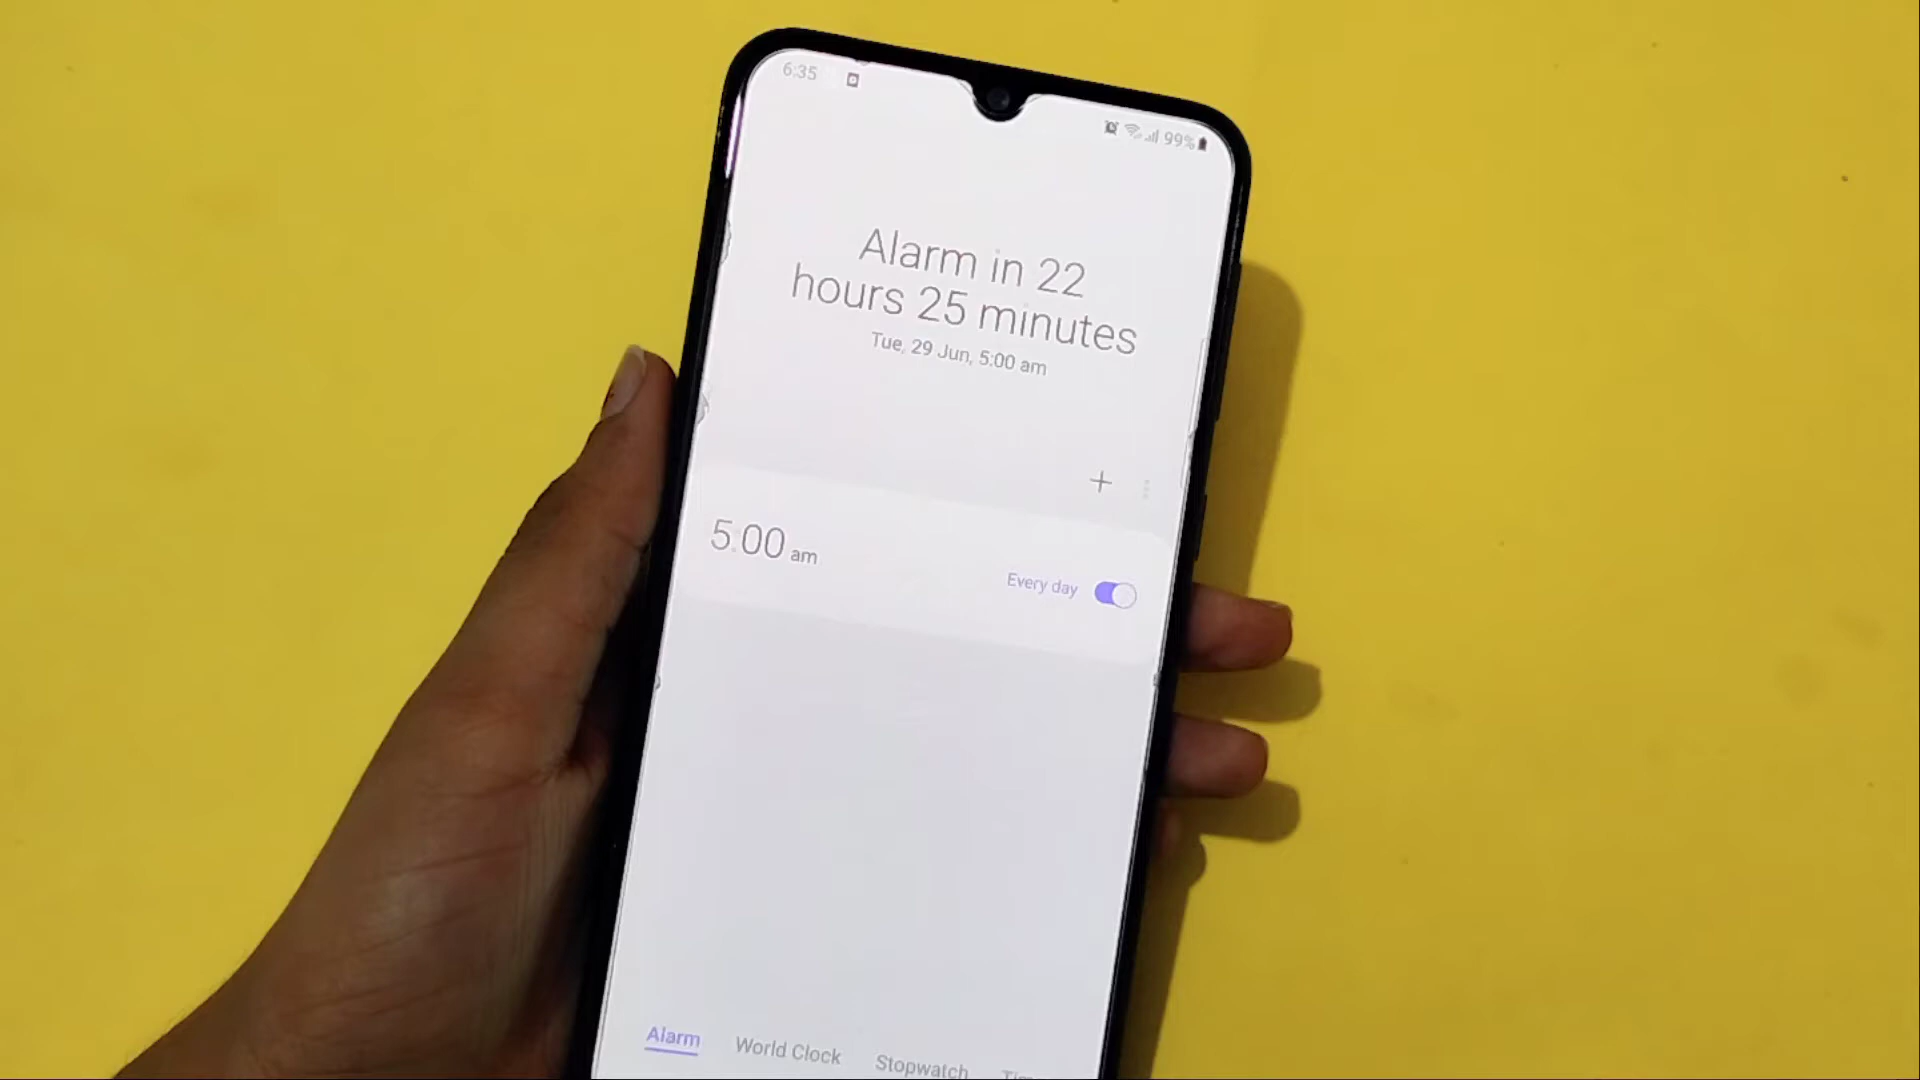 6:35
99%
Alarm in 22
hours 25 minutes
Tue, 29 Jun, 5:00 am
5:00 am
Every day
Alarm World Clock Stopwatch